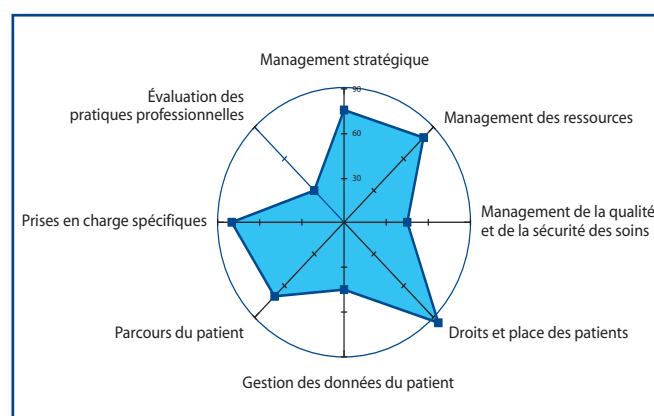 Management stratégique
Évaluation des
pratiques professionnelles
90
Management des ressources
60
30
Prises en charge spécifiques
Management de la qualité
et de la sécurité des soins
Parcours du patient
Droits et place des patients
Gestion des données du patient